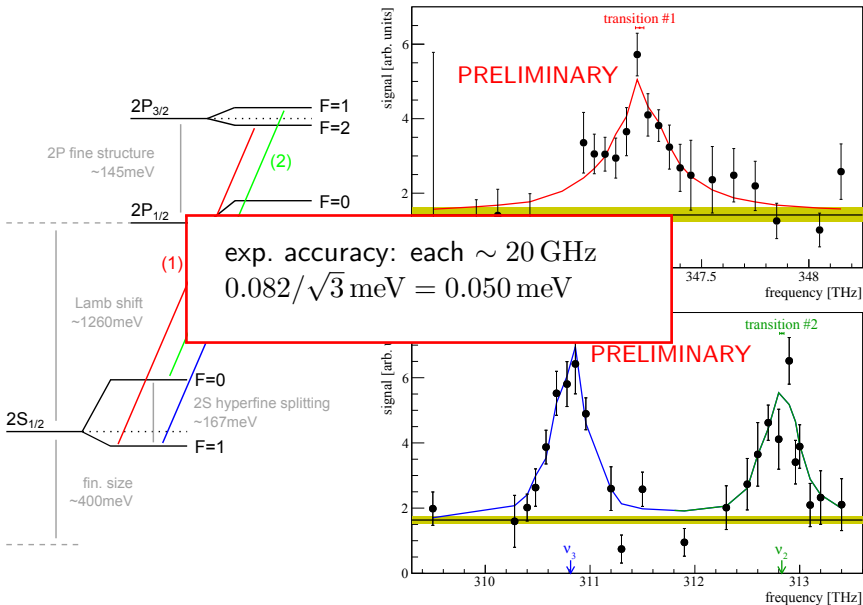 2P3/2
F=1
F=2
(2)
2P fine structure
~145meV
F=0
2P1/2
(1)
Lamb shift
~1260meV
F=0
2S hyperfine splitting
~167meV
2S1/2
F=1
fin. size
~400meV
exp. accuracy: each ∼ 20 GHz
0.082/√3 meV = 0.050 meV
signal [arb. units]
transition #1
PRELIMINARY
6
4
2
347.5
348
frequency [THz]
signal [arb. u
transition #2
PRELIMINARY
8
6
4
2
0
ν3
ν2
310
311
312
313
frequency [THz]